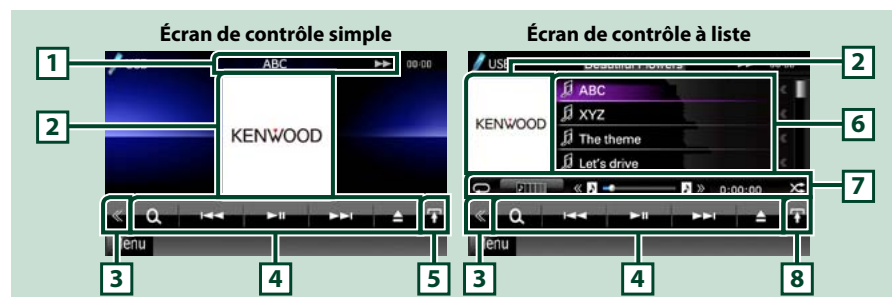 Écran de contrôle simple
Écran de contrôle à liste
1
ABC
00:00
2
USB
Beautiful Flowers
2
KENWOOD
KENWOOD
ABC
XYZ
The theme
Let's drive
6
0:00:00
7
Menu
Menu
3
4
5
3
4
8